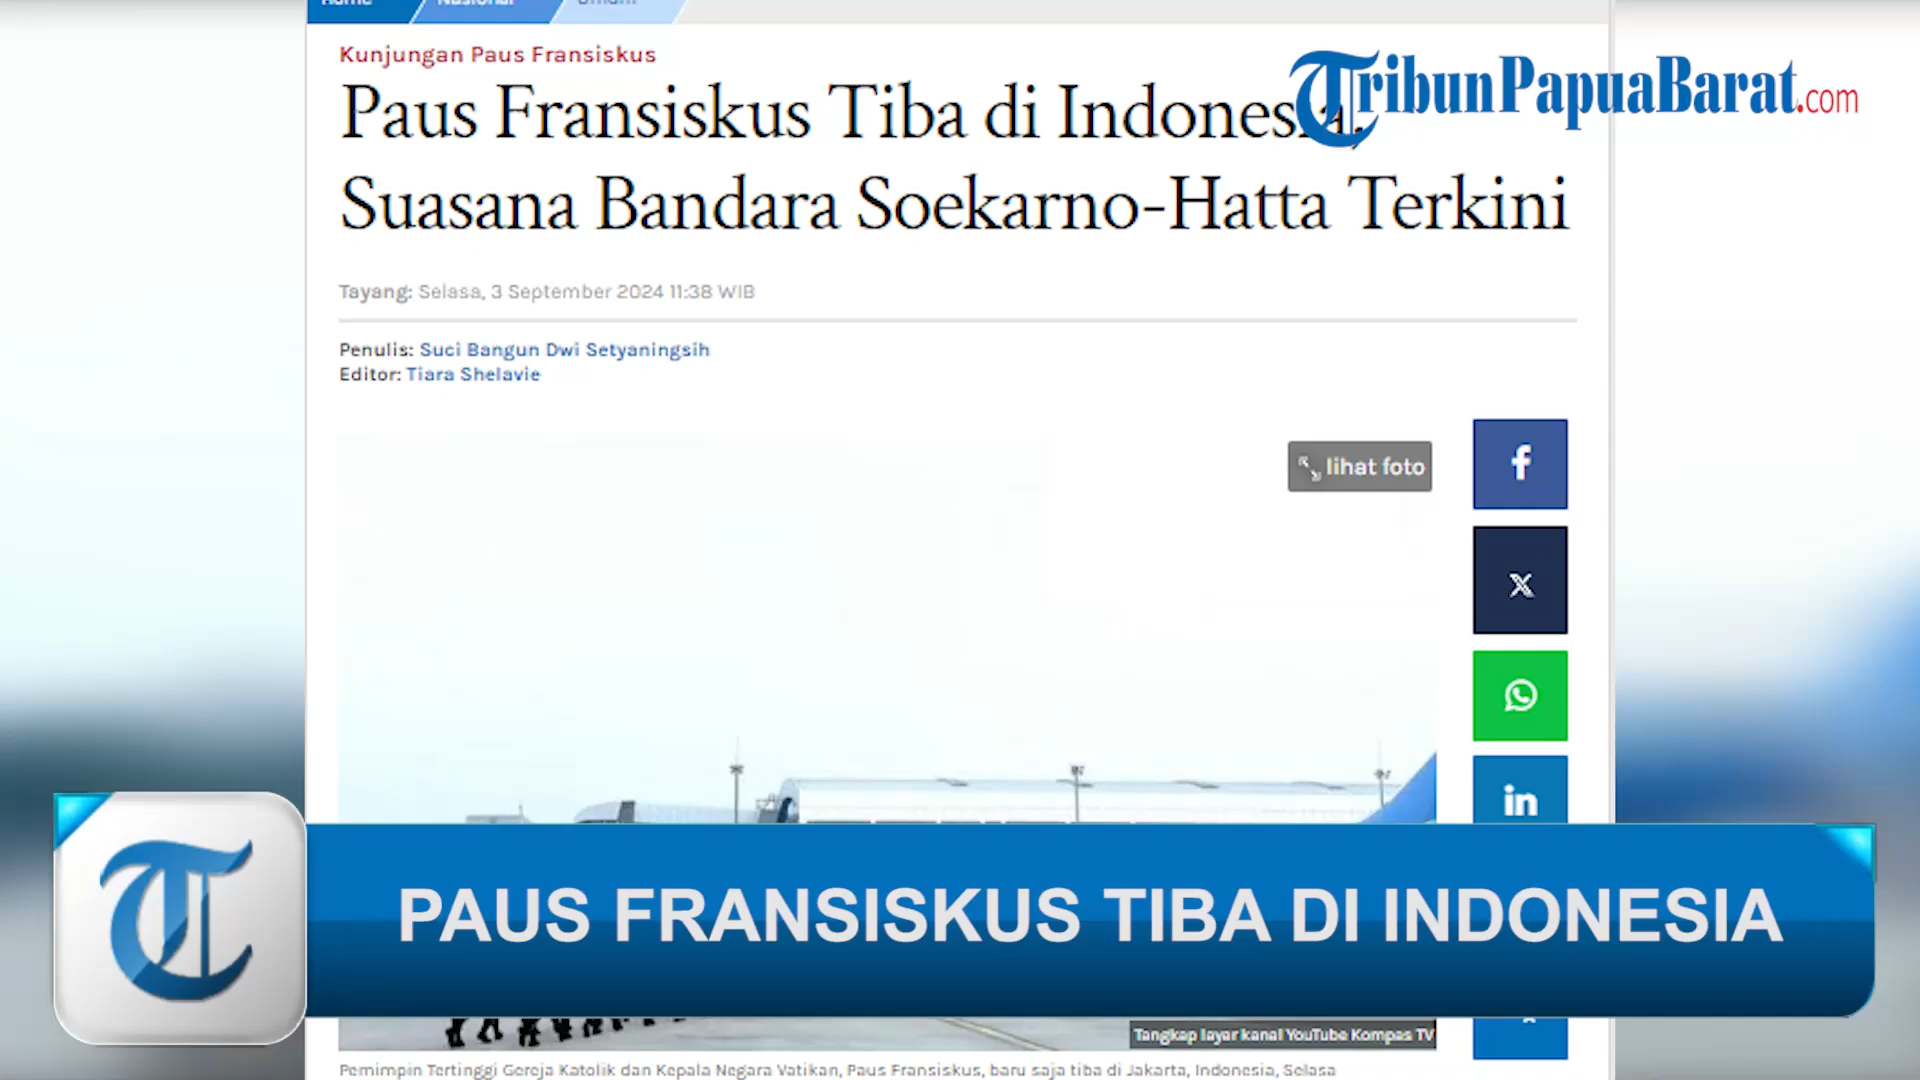 Home Nasional Umum
Kunjungan Paus Fransiskus
Paus Fransiskus Tiba di Indonesia,
TribunPapuaBarat.com
Suasana Bandara Soekarno-Hatta Terkini
Tayang: Selasa, 3 September 2024 11:38 WIB
Penulis: Suci Bangun Dwi Setyaningsih
Editor: Tiara Shelavie
lihat foto
PAUS FRANSISKUS TIBA DI INDONESIA
Tangkap layar kanal YouTube Kompas TV
Pemimpin Tertinggi Gereja Katolik dan Kepala Negara Vatikan, Paus Fransiskus, baru saja tiba di Jakarta, Indonesia, Selasa